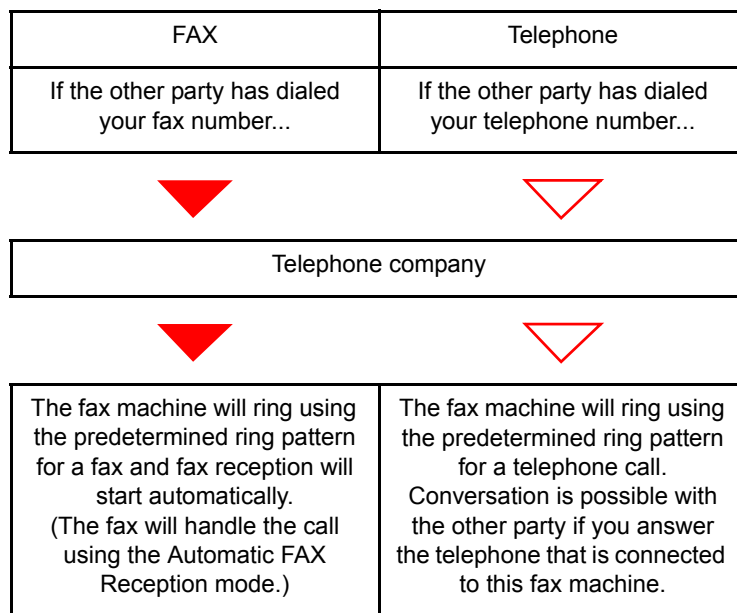 FAX
Telephone
If the other party has dialed
your fax number...
If the other party has dialed
your telephone number...
Telephone company
The fax machine will ring using
the predetermined ring pattern
for a fax and fax reception will
start automatically.
(The fax will handle the call
using the Automatic FAX
Reception mode.)
The fax machine will ring using
the predetermined ring pattern
for a telephone call.
Conversation is possible with
the other party if you answer
the telephone that is connected
to this fax machine.